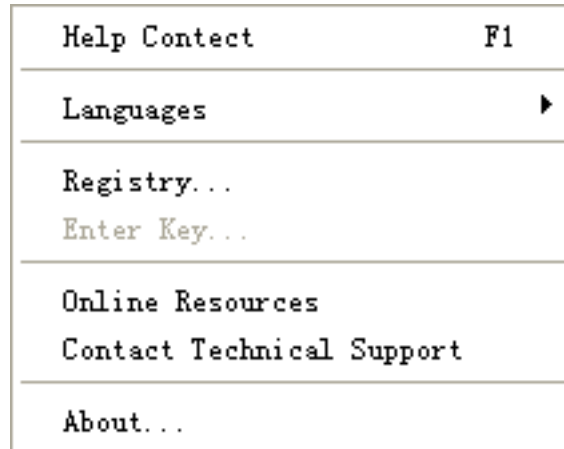 Help Contect F1
Languages
Registry...
Enter Key...
Online Resources
Contact Technical Support
About...